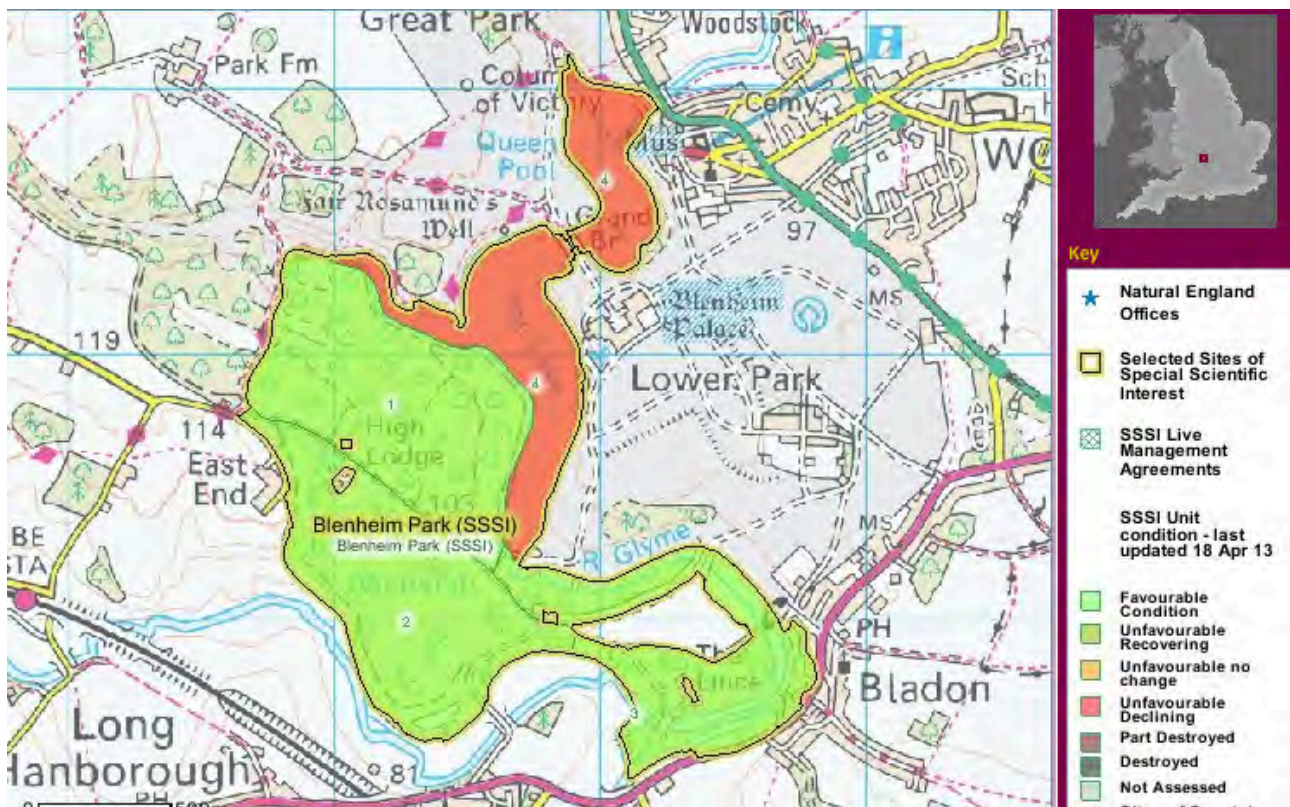 Great Park
Woodstock
Park Fm
Column
of Victory
Sch
Cemy
Queen
Pool
Fair Rosamund's
Well
4
Grand
Br
97
MS
Blenheim
Palace
119
Lower Park
4
1
High
Lodge
114
East
End
103
Blenheim Park (SSSI)
Blenheim Park (SSSI)
R Glyme
MS
2
PH
The
Lince
3
Bladon
Long
Hanborough
81
Key
Natural England
Offices
Selected Sites of
Special Scientific
Interest
SSSI Live
Management
Agreements
SSSI Unit
condition - last
updated 18 Apr 13
Favourable
Condition
Unfavourable
Recovering
Unfavourable no
change
Unfavourable
Declining
Part Destroyed
Destroyed
Not Assessed